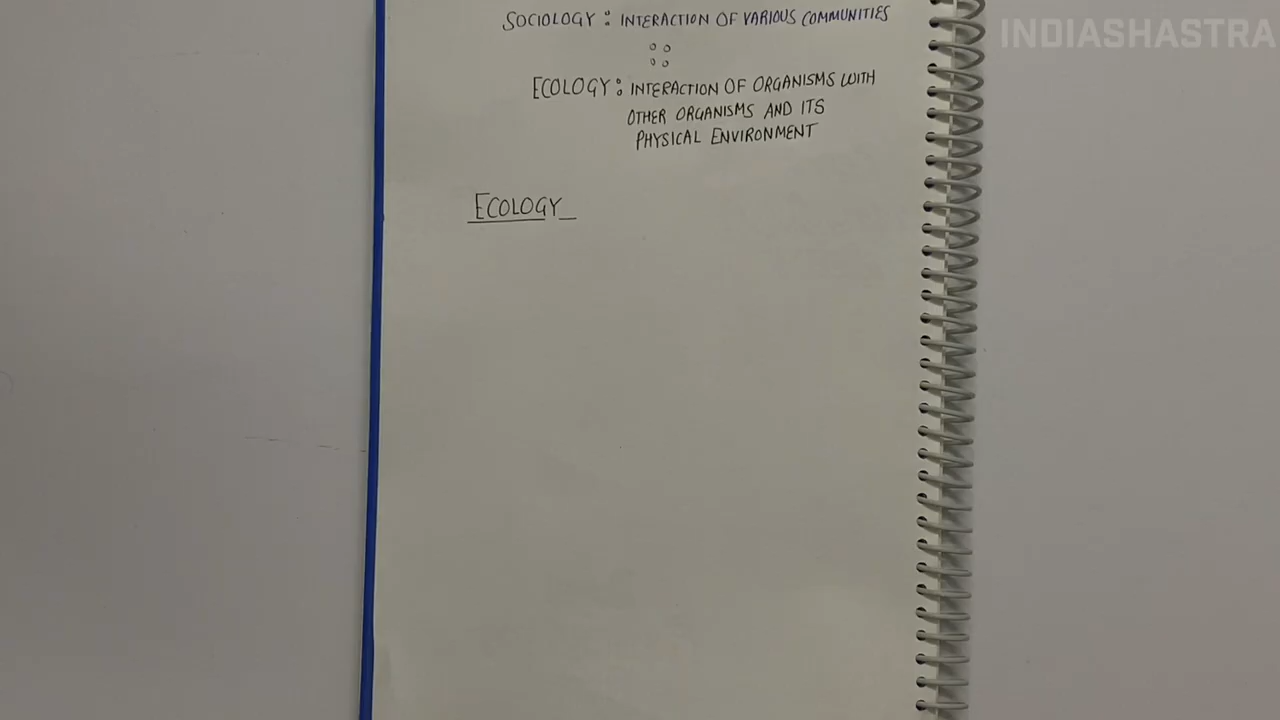 SOCIOLOGY : INTERACTION OF VARIOUS COMMUNITIES
INDIASHASTRA
∘∘
∘∘
ECOLOGY : INTERACTION OF ORGANISMS WITH
OTHER ORGANISMS AND ITS
PHYSICAL ENVIRONMENT
ECOLOGY